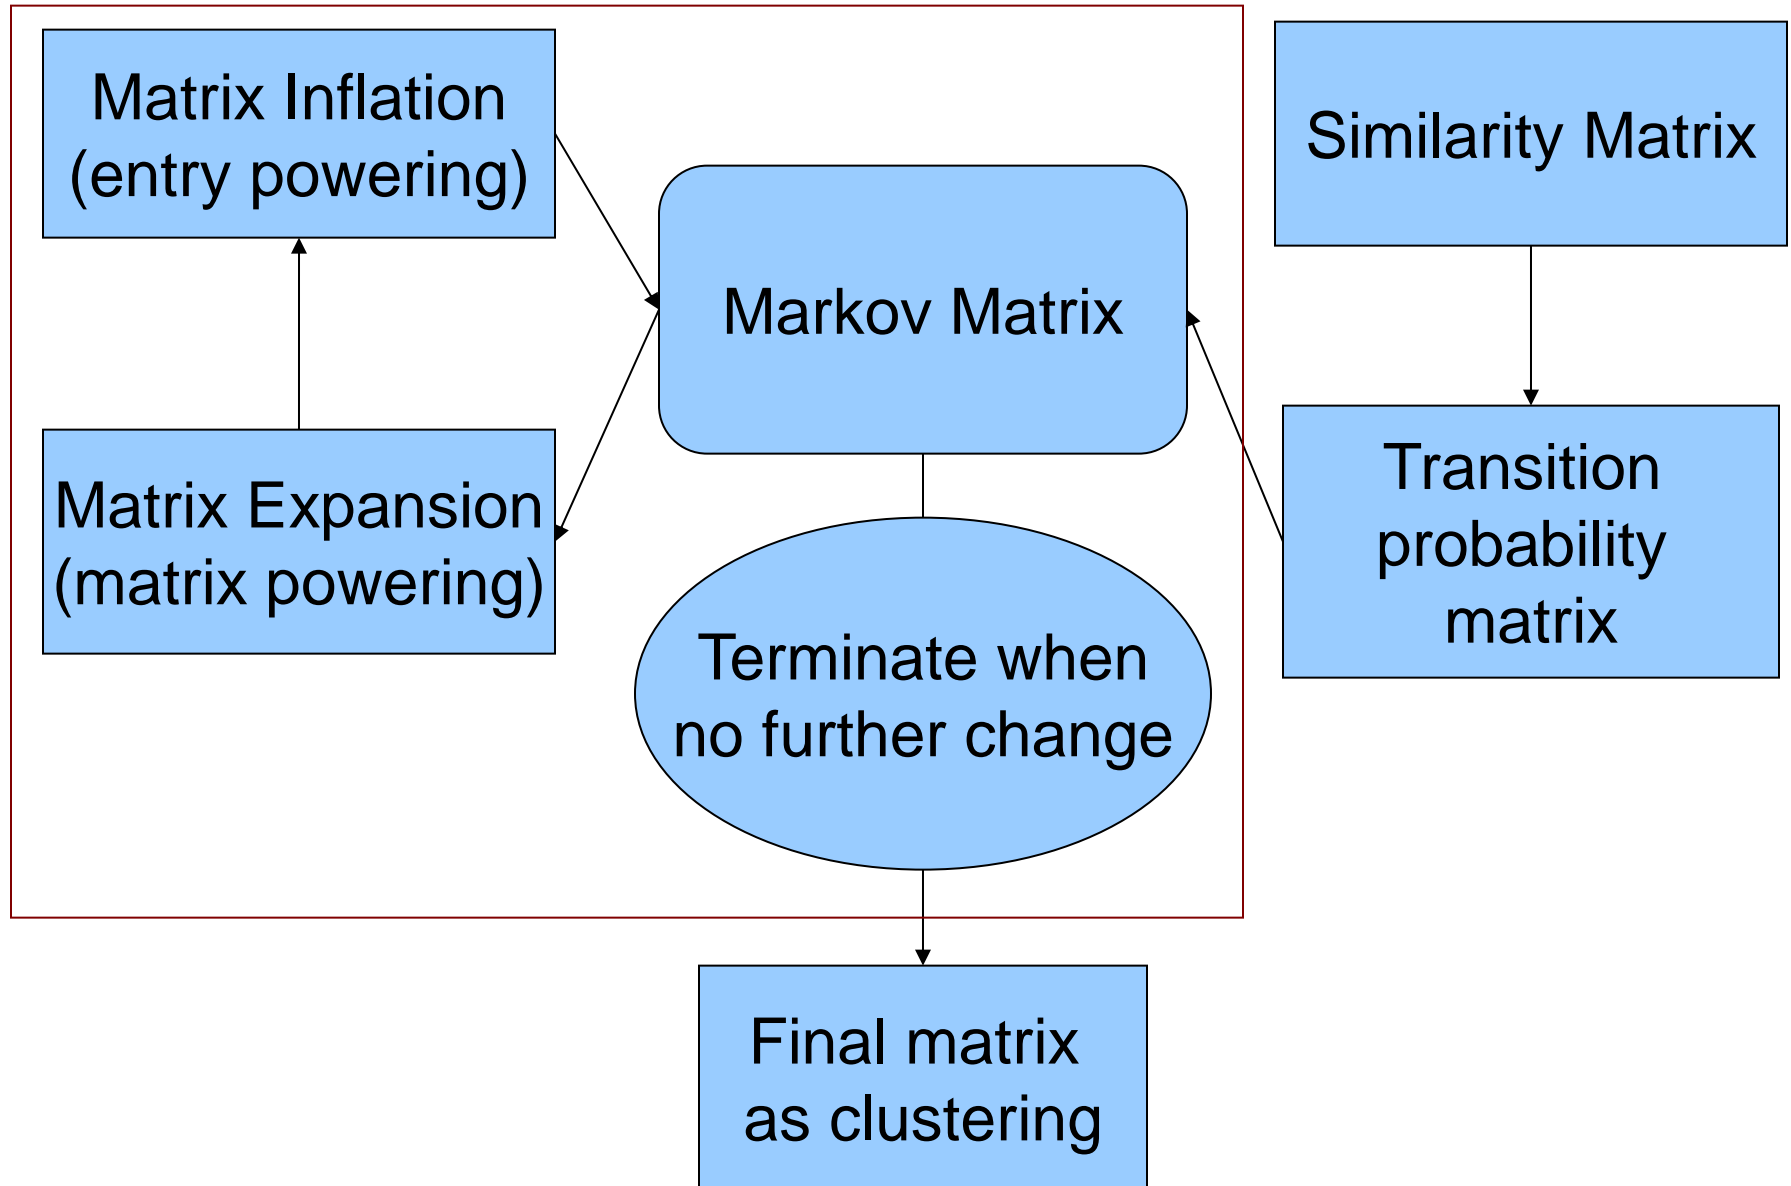 Matrix Inflation
(entry powering)
Similarity Matrix
Markov Matrix
Matrix Expansion
(matrix powering)
Transition
probability
matrix
Terminate when
no further change
Final matrix
as clustering